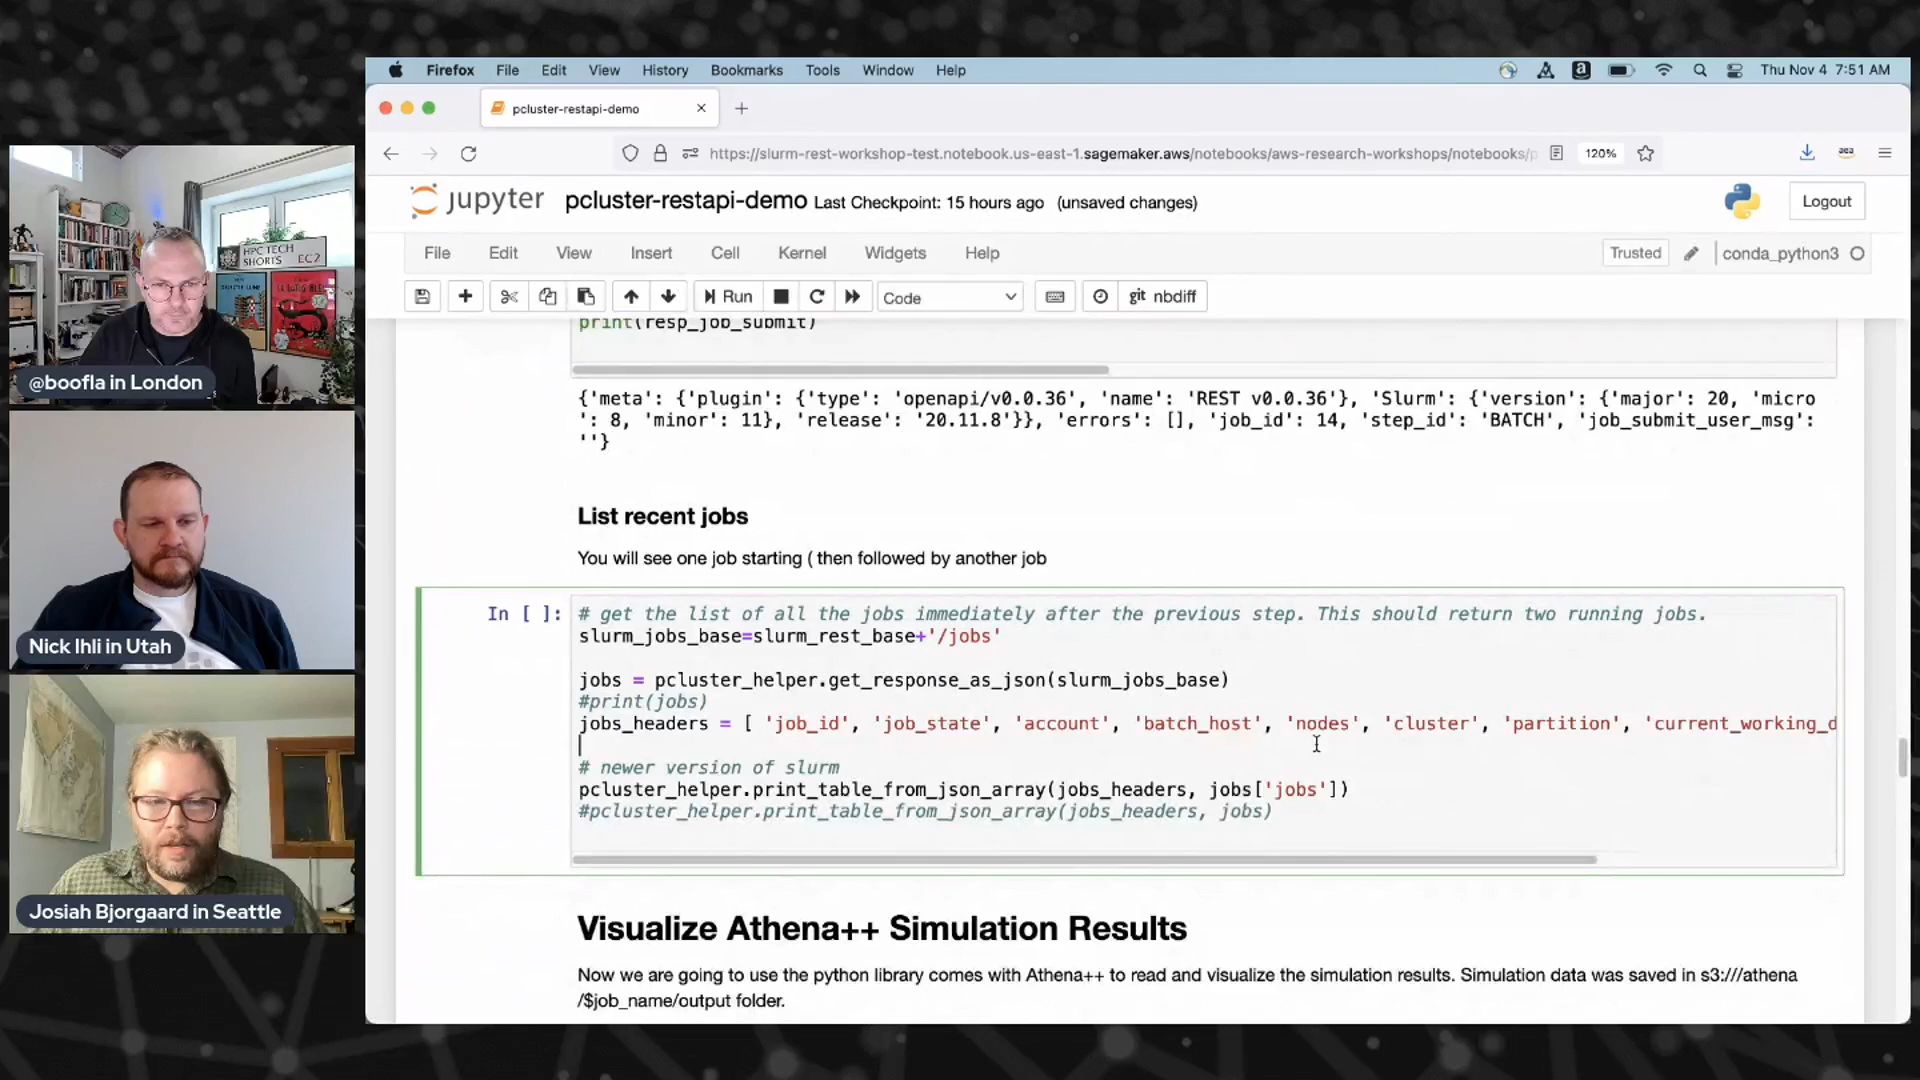 Firefox File Edit View History Bookmarks Tools Window Help Thu Nov 4 7:51 AM
pcluster-restapi-demo
https://slurm-rest-workshop-test.notebook.us-east-1.sagemaker.aws/notebooks/aws-research-workshops/notebooks/p 120%
jupyter pcluster-restapi-demo Last Checkpoint: 15 hours ago (unsaved changes) Logout
File Edit View Insert Cell Kernel Widgets Help Trusted conda_python3
Run Code git nbdiff
print(resp_job_submit)
{'meta': {'plugin': {'type': 'openapi/v0.0.36', 'name': 'REST v0.0.36'}, 'Slurm': {'version': {'major': 20, 'micro
': 8, 'minor': 11}, 'release': '20.11.8'}}, 'errors': [], 'job_id': 14, 'step_id': 'BATCH', 'job_submit_user_msg':
''}
List recent jobs
You will see one job starting ( then followed by another job
In [ ]: # get the list of all the jobs immediately after the previous step. This should return two running jobs.
slurm_jobs_base=slurm_rest_base+'/jobs'
jobs = pcluster_helper.get_response_as_json(slurm_jobs_base)
#print(jobs)
jobs_headers = [ 'job_id', 'job_state', 'account', 'batch_host', 'nodes', 'cluster', 'partition', 'current_working_d
# newer version of slurm
pcluster_helper.print_table_from_json_array(jobs_headers, jobs['jobs'])
#pcluster_helper.print_table_from_json_array(jobs_headers, jobs)
Visualize Athena++ Simulation Results
Now we are going to use the python library comes with Athena++ to read and visualize the simulation results. Simulation data was saved in s3:///athena
/$job_name/output folder.
HPC TECH
SHORTS EC2
@boofla in London
Nick Ihli in Utah
Josiah Bjorgaard in Seattle